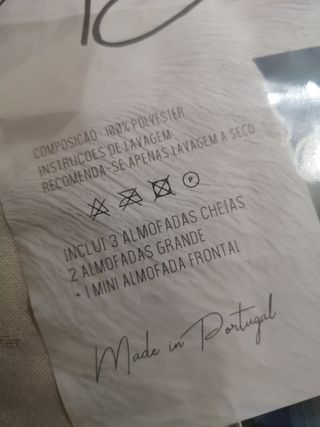 COMPOSICAO - 100% POLYESTER
INSTRUCOES DE LAVAGEM:
RECOMENDA-SE APENAS LAVAGEM A SECO
P
INCLUI 3 ALMOFADAS CHEIAS
2 ALMOFADAS GRANDE
* 1 MINI ALMOFADA FRONTAL
Made in Portugal